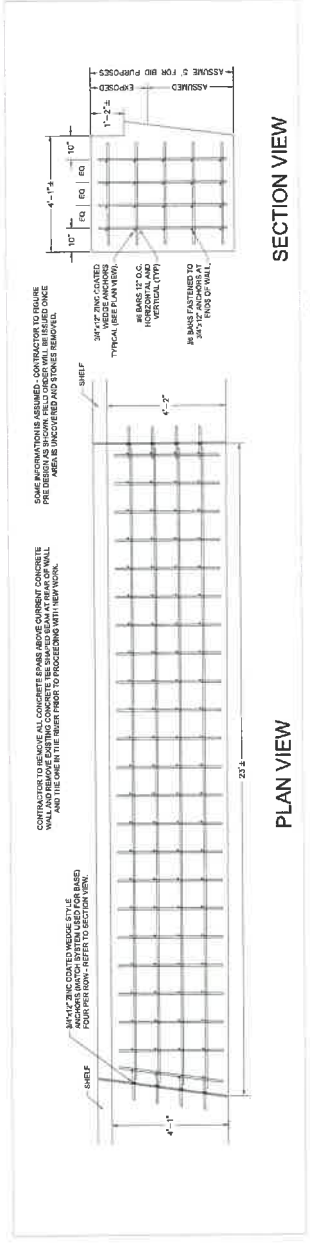 CONTRACTOR TO REMOVE ALL CONCRETE SPABS ABOVE CURRENT CONCRETE
WALL AND REMOVE EXISTING CONCRETE TEE SHAPED BEAM AT REAR OF WALL
AND THE ONE IN THE RIVER PRIOR TO PROCEEDING WITH NEW WORK.
SOME INFORMATION IS ASSUMED - CONTRACTOR TO FIGURE
PRE DESIGN AS SHOWN. FIELD ORDER WILL BE ISSUED ONCE
AREA IS UNCOVERED AND STONES REMOVED.
3/4"x12" ZINC COATED WEDGE STYLE
ANCHORS (MATCH SYSTEM USED FOR BASE)
FOUR PER ROW - REFER TO SECTION VIEW.
SHELF
SHELF
4'-1"
4'-2"
23'±
PLAN VIEW
4'-1"±
10"
EQ
EQ
EQ
10"
1'-2"±
EXPOSED
ASSUMED
ASSUME 5' FOR BID PURPOSES
3/4"x12" ZINC COATED
WEDGE ANCHORS
TYPICAL (SEE PLAN VIEW).
#6 BARS 12" O.C.
HORIZONTAL AND
VERTICAL (TYP)
#6 BARS FASTENED TO
3/4"x12" ANCHORS AT
ENDS OF WALL.
SECTION VIEW